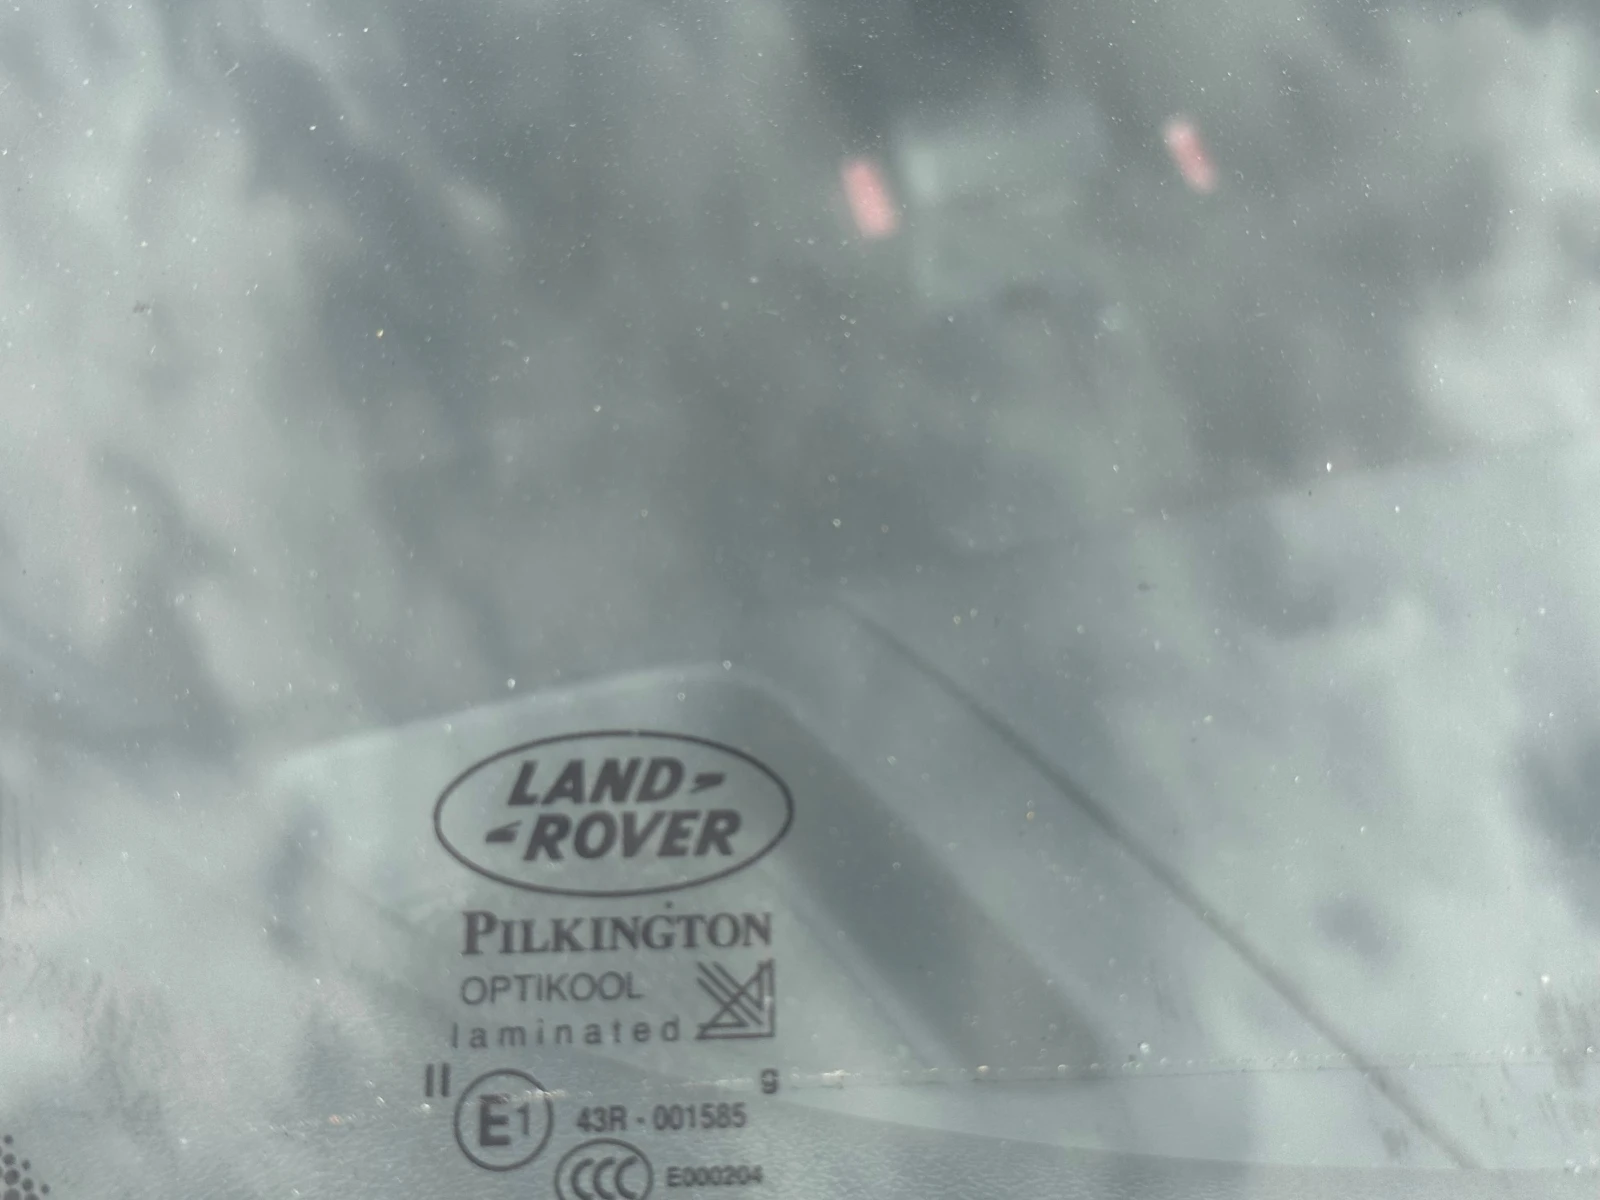 LAND-
-ROVER
PILKINGTON
OPTIKOOL
laminated
II 9
E1 43R - 001585
CCC E000204